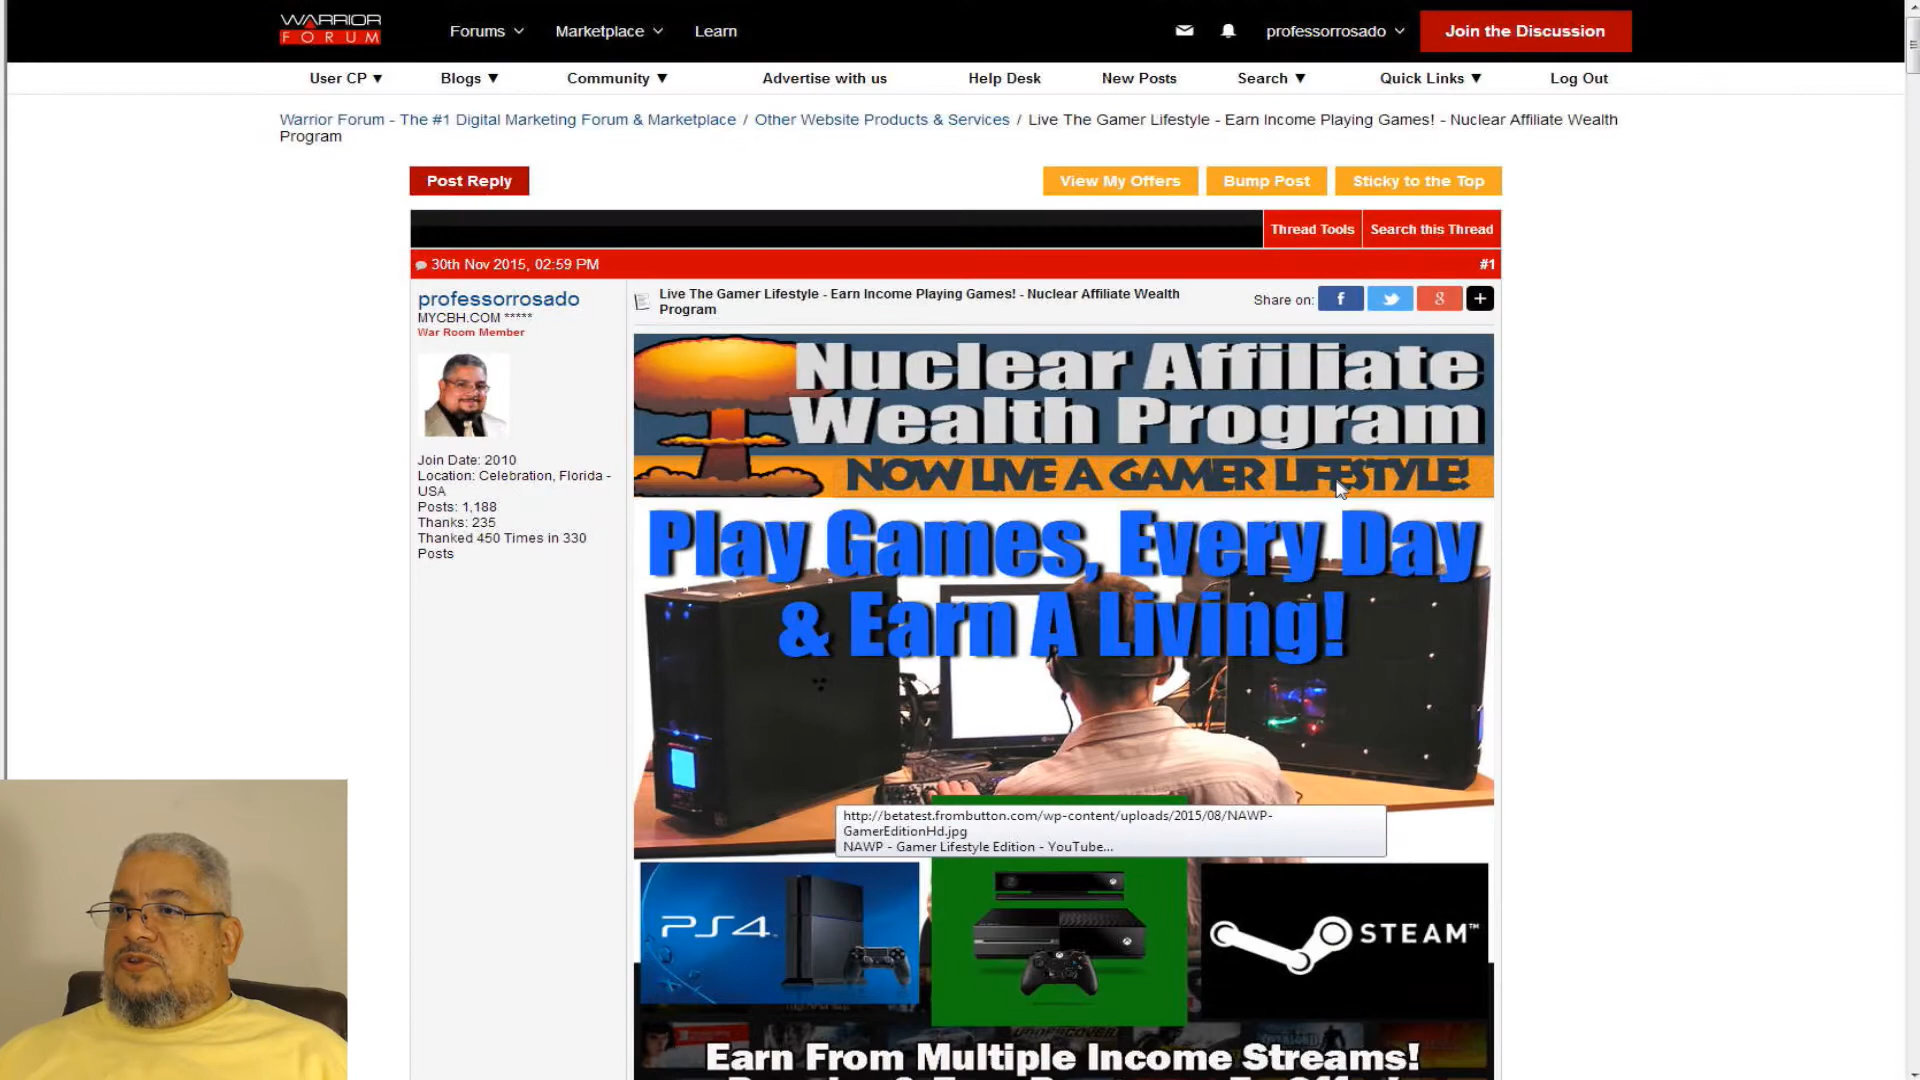 WARRIOR
FORUM
Forums
Marketplace
Learn
professorrosado
Join the Discussion
User CP ▼
Blogs ▼
Community ▼
Advertise with us
Help Desk
New Posts
Search ▼
Quick Links ▼
Log Out
Warrior Forum - The #1 Digital Marketing Forum & Marketplace / Other Website Products & Services / Live The Gamer Lifestyle - Earn Income Playing Games! - Nuclear Affiliate Wealth
Program
Post Reply
View My Offers
Bump Post
Sticky to the Top
Thread Tools
Search this Thread
30th Nov 2015, 02:59 PM
#1
professorrosado
MYCBH.COM *****
War Room Member
Join Date: 2010
Location: Celebration, Florida -
USA
Posts: 1,188
Thanks: 235
Thanked 450 Times in 330
Posts
Live The Gamer Lifestyle - Earn Income Playing Games! - Nuclear Affiliate Wealth
Program
Share on:
Nuclear Affiliate
Wealth Program
NOW LIVE A GAMER LIFESTYLE!
Play Games, Every Day
& Earn A Living!
http://betatest.frombutton.com/wp-content/uploads/2015/08/NAWP-
GamerEditionHd.jpg
NAWP - Gamer Lifestyle Edition - YouTube...
PS4
STEAM™
Earn From Multiple Income Streams!